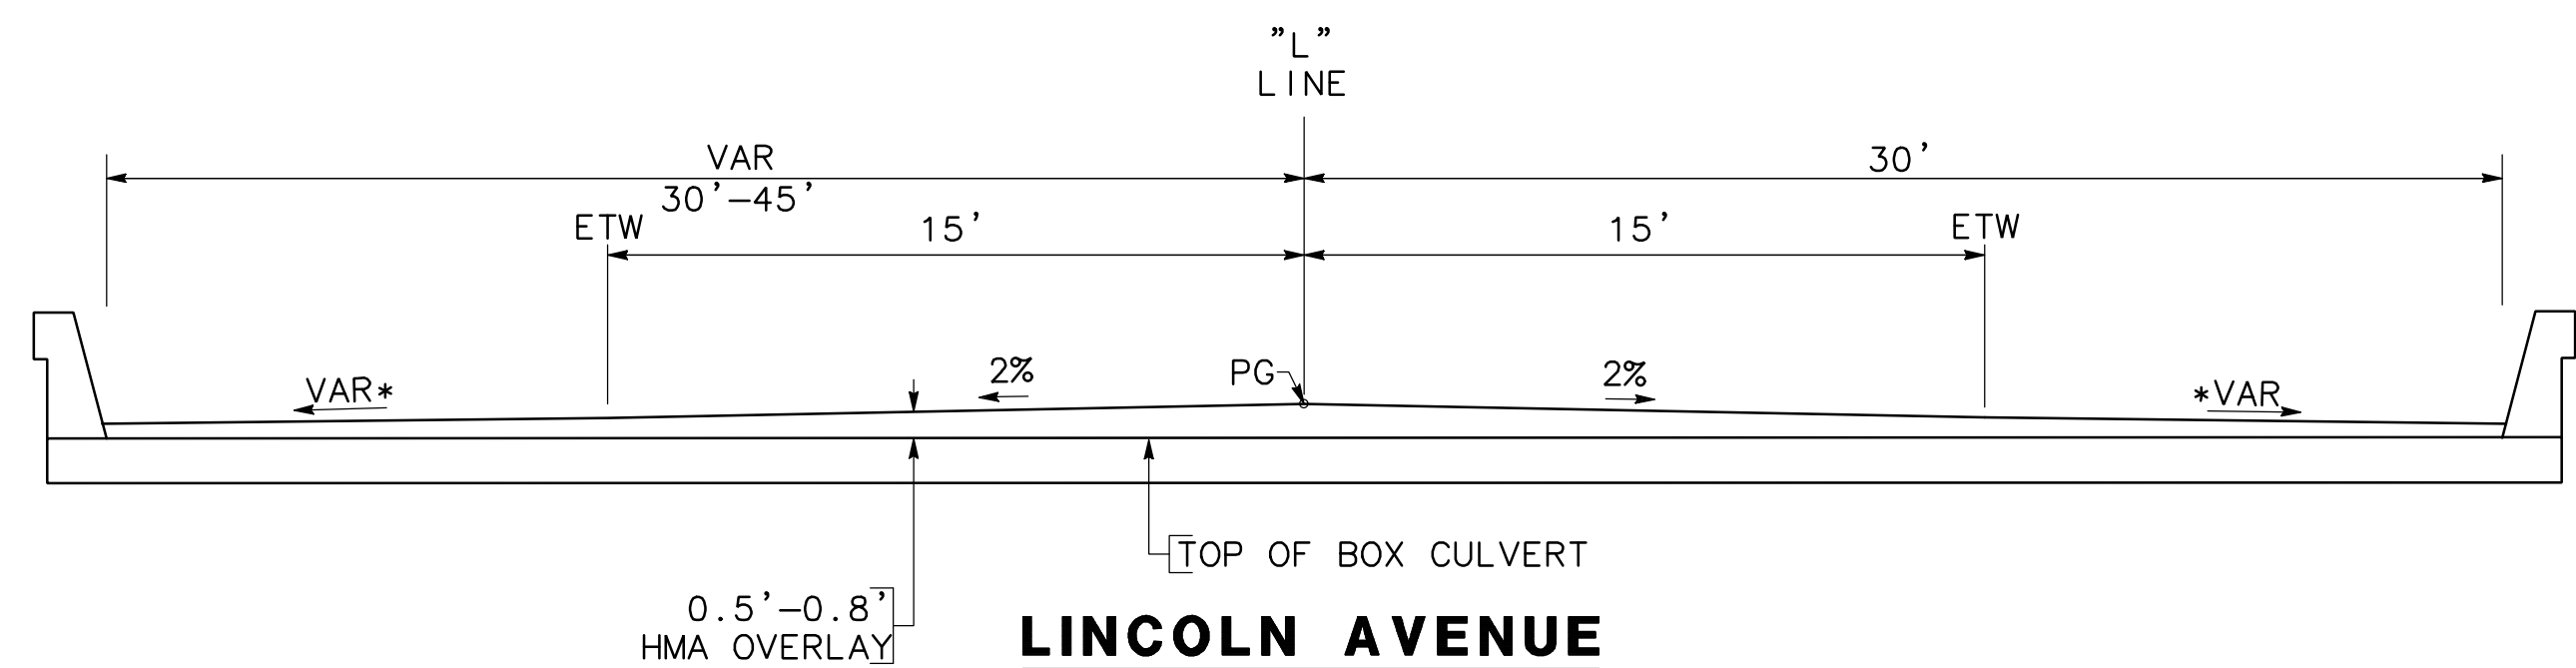 ”L”
LINE
VAR
30’-45’
30’
ETW
15’
15’
ETW
VAR*
2%
PG
2%
*VAR
TOP OF BOX CULVERT
0.5’-0.8’
HMA OVERLAY
LINCOLN AVENUE